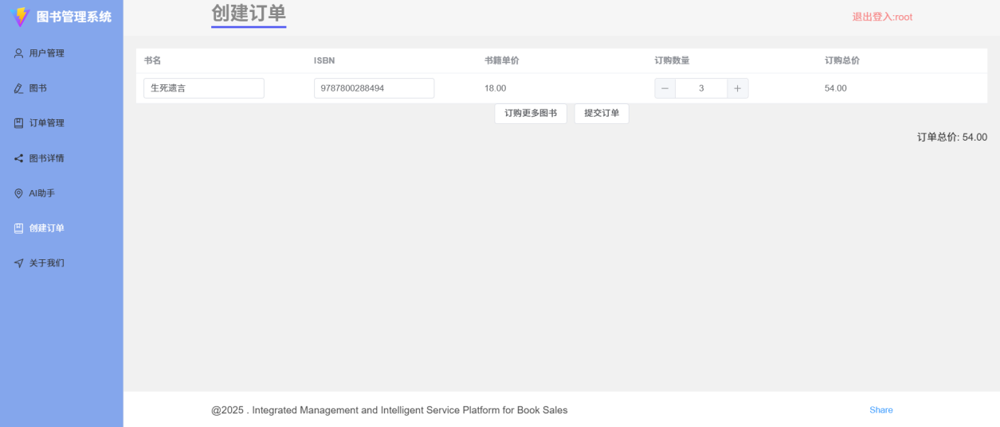 图书管理系统
创建订单
退出登入:root
用户管理
图书
订单管理
图书详情
AI助手
创建订单
关于我们
书名 ISBN 书籍单价 订购数量 订购总价
生死遗言 9787800288494 18.00 3 54.00
订购更多图书 提交订单
订单总价: 54.00
@2025 . Integrated Management and Intelligent Service Platform for Book Sales
Share